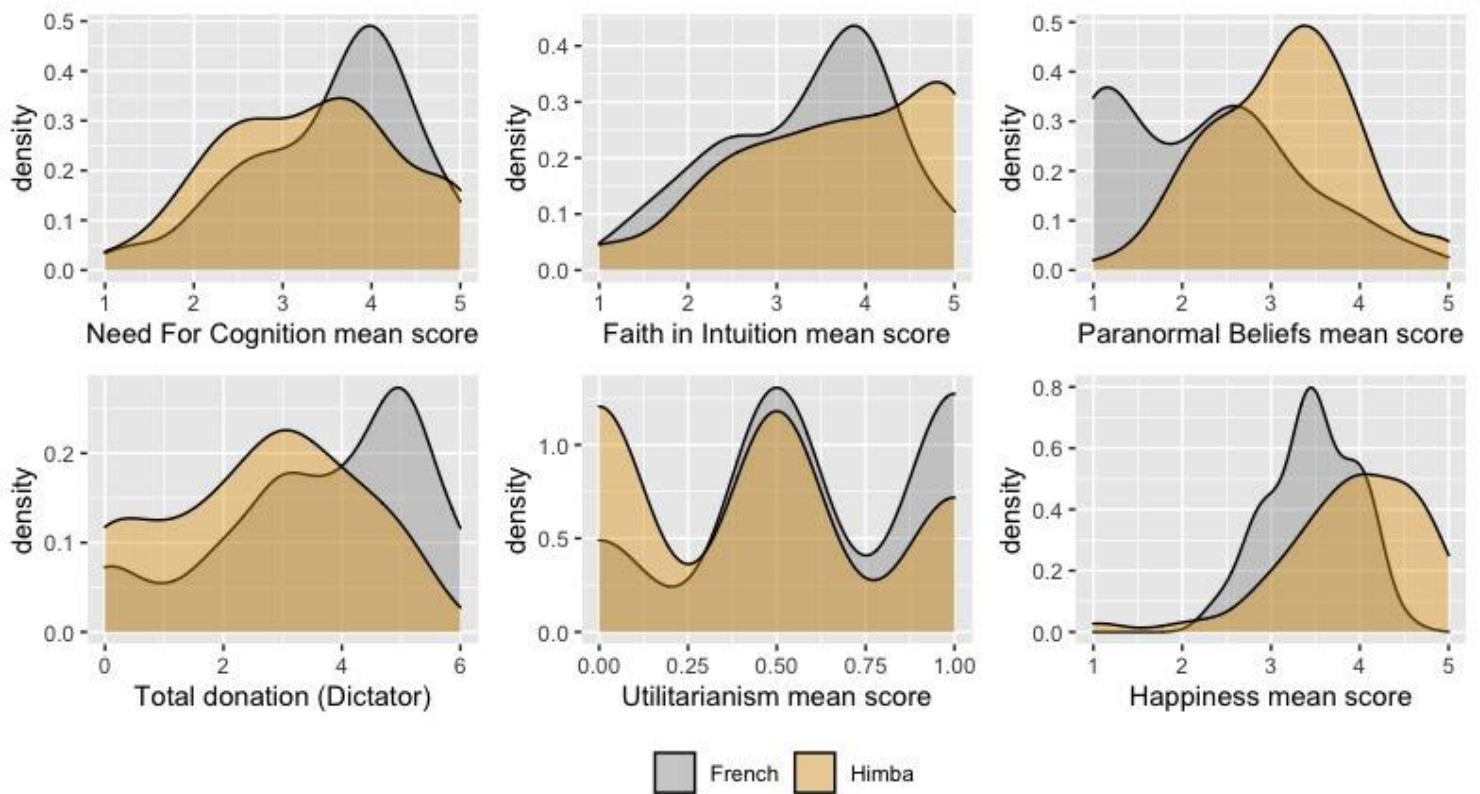 density
0.5
0.4
0.3
0.2
0.1
0.0
1 2 3 4 5
Need For Cognition mean score
density
0.4
0.3
0.2
0.1
0.0
1 2 3 4 5
Faith in Intuition mean score
density
0.5
0.4
0.3
0.2
0.1
0.0
1 2 3 4 5
Paranormal Beliefs mean score
density
0.2
0.1
0.0
0 2 4 6
Total donation (Dictator)
density
1.0
0.5
0.0
0.00 0.25 0.50 0.75 1.00
Utilitarianism mean score
density
0.8
0.6
0.4
0.2
0.0
1 2 3 4 5
Happiness mean score
French Himba